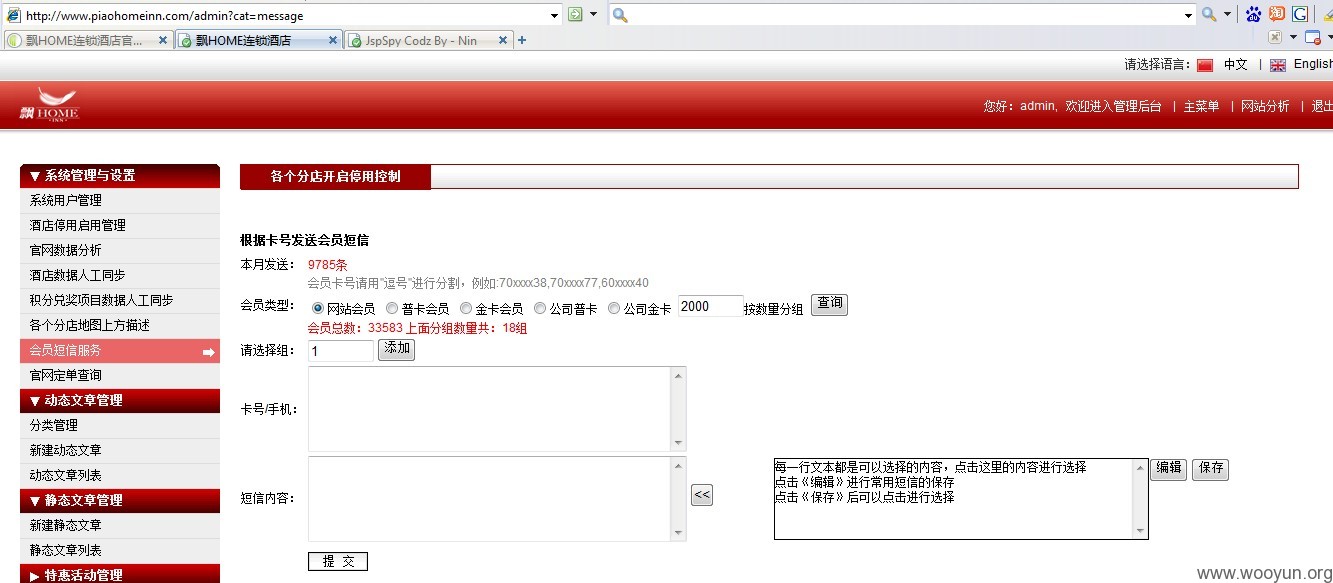 http://www.piaohomeinn.com/admin?cat=message
飘HOME连锁酒店官...
飘HOME连锁酒店
JspSpy Codz By - Nin
请选择语言： 中文 | English
飘 HOME
INN
您好：admin, 欢迎进入管理后台 | 主菜单 | 网站分析 | 退出
▼ 系统管理与设置
系统用户管理
酒店停用启用管理
官网数据分析
酒店数据人工同步
积分兑奖项目数据人工同步
各个分店地图上方描述
会员短信服务
官网定单查询
▼ 动态文章管理
分类管理
新建动态文章
动态文章列表
▼ 静态文章管理
新建静态文章
静态文章列表
▶ 特惠活动管理
各个分店开启停用控制
根据卡号发送会员短信
本月发送： 9785条
会员卡号请用"逗号"进行分割，例如:70xxxx38,70xxxx77,60xxxx40
会员类型： 网站会员 普卡会员 金卡会员 公司普卡 公司金卡 2000 按数量分组 查询
会员总数：33583 上面分组数量共：18组
请选择组： 1 添加
卡号/手机：
短信内容： <<
每一行文本都是可以选择的内容，点击这里的内容进行选择
点击《编辑》进行常用短信的保存
点击《保存》后可以点击进行选择
编辑 保存
提 交
www.wooyun.org